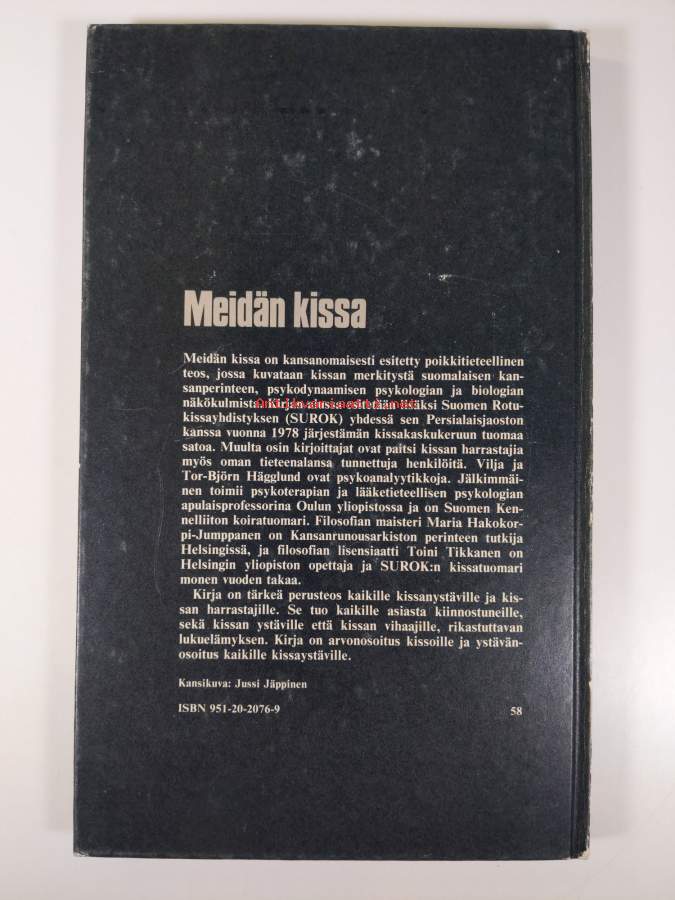 Meidän kissa
Meidän kissa on kansanomaisesti esitetty poikkitieteellinen
teos, jossa kuvataan kissan merkitystä suomalaisen kan-
sanperinteen, psykodynaamisen psykologian ja biologian
näkökulmista. Kirjan alussa esitetään lisäksi Suomen Rotu-
kissayhdistyksen (SUROK) yhdessä sen Persialaisjaoston
kanssa vuonna 1978 järjestämän kissakaskukeruun tuomaa
satoa. Muulta osin kirjoittajat ovat paitsi kissan harrastajia
myös oman tieteenalansa tunnettuja henkilöitä. Vilja ja
Tor-Björn Hägglund ovat psykoanalyytikkoja. Jälkimmäi-
nen toimii psykoterapian ja lääketieteellisen psykologian
apulaisprofessorina Oulun yliopistossa ja on Suomen Ken-
nelliiton koiratuomari. Filosofian maisteri Maria Hakokor-
pi-Jumppanen on Kansanrunousarkiston perinteen tutkija
Helsingissä, ja filosofian lisensiaatti Toini Tikkanen on
Helsingin yliopiston opettaja ja SUROK:n kissatuomari
monen vuoden takaa.
Kirja on tärkeä perusteos kaikille kissanystäville ja kis-
san harrastajille. Se tuo kaikille asiasta kiinnostuneille,
sekä kissan ystäville että kissan vihaajille, rikastuttavan
lukuelämyksen. Kirja on arvonosoitus kissoille ja ystävän-
osoitus kaikille kissaystäville.
Kansikuva: Jussi Jäppinen
ISBN 951-20-2076-9 58